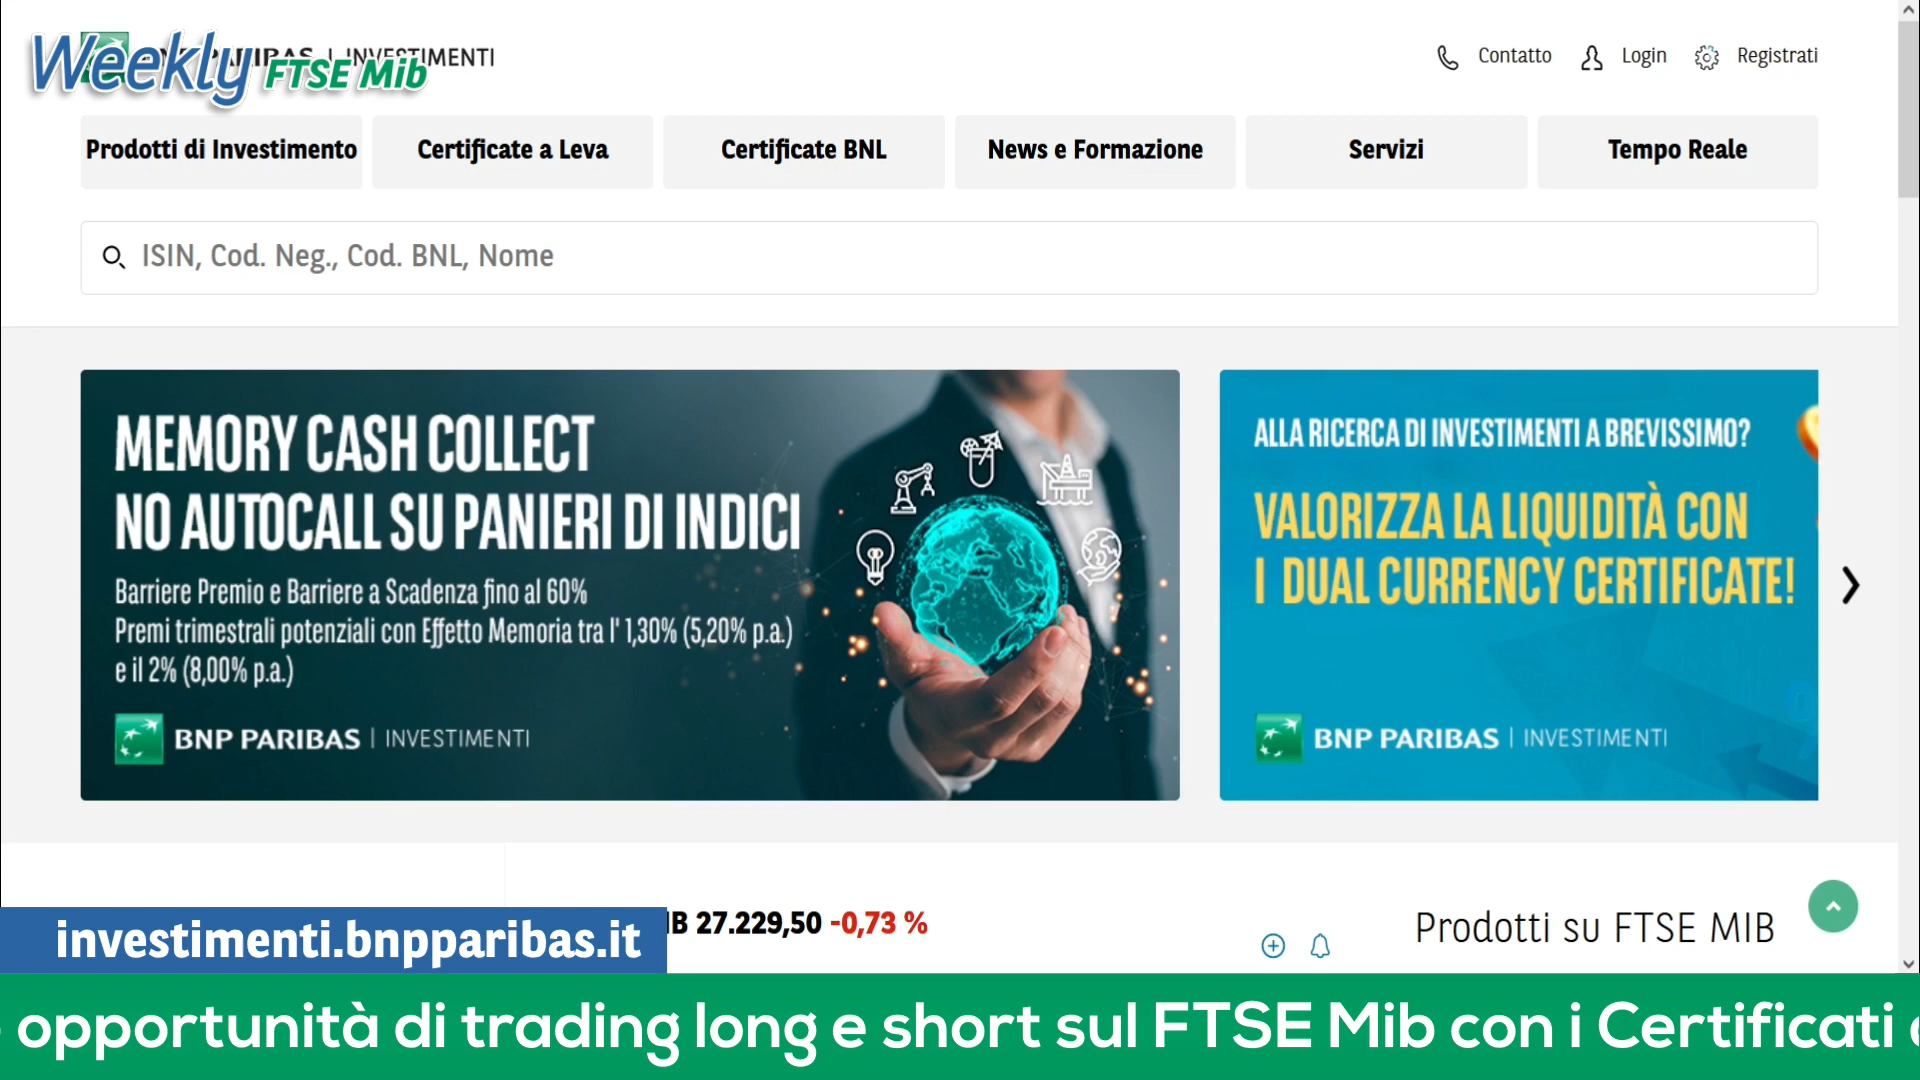 Weekly FTSE Mib
INVESTIMENTI
Contatto
Login
Registrati
Prodotti di Investimento
Certificate a Leva
Certificate BNL
News e Formazione
Servizi
Tempo Reale
ISIN, Cod. Neg., Cod. BNL, Nome
MEMORY CASH COLLECT
NO AUTOCALL SU PANIERI DI INDICI
Barriere Premio e Barriere a Scadenza fino al 60%
Premi trimestrali potenziali con Effetto Memoria tra l' 1,30% (5,20% p.a.)
e il 2% (8,00% p.a.)
BNP PARIBAS | INVESTIMENTI
ALLA RICERCA DI INVESTIMENTI A BREVISSIMO?
VALORIZZA LA LIQUIDITÀ CON
I DUAL CURRENCY CERTIFICATE!
BNP PARIBAS | INVESTIMENTI
IB 27.229,50 -0,73 %
Prodotti su FTSE MIB
investimenti.bnpparibas.it
opportunità di trading long e short sul FTSE Mib con i Certificati